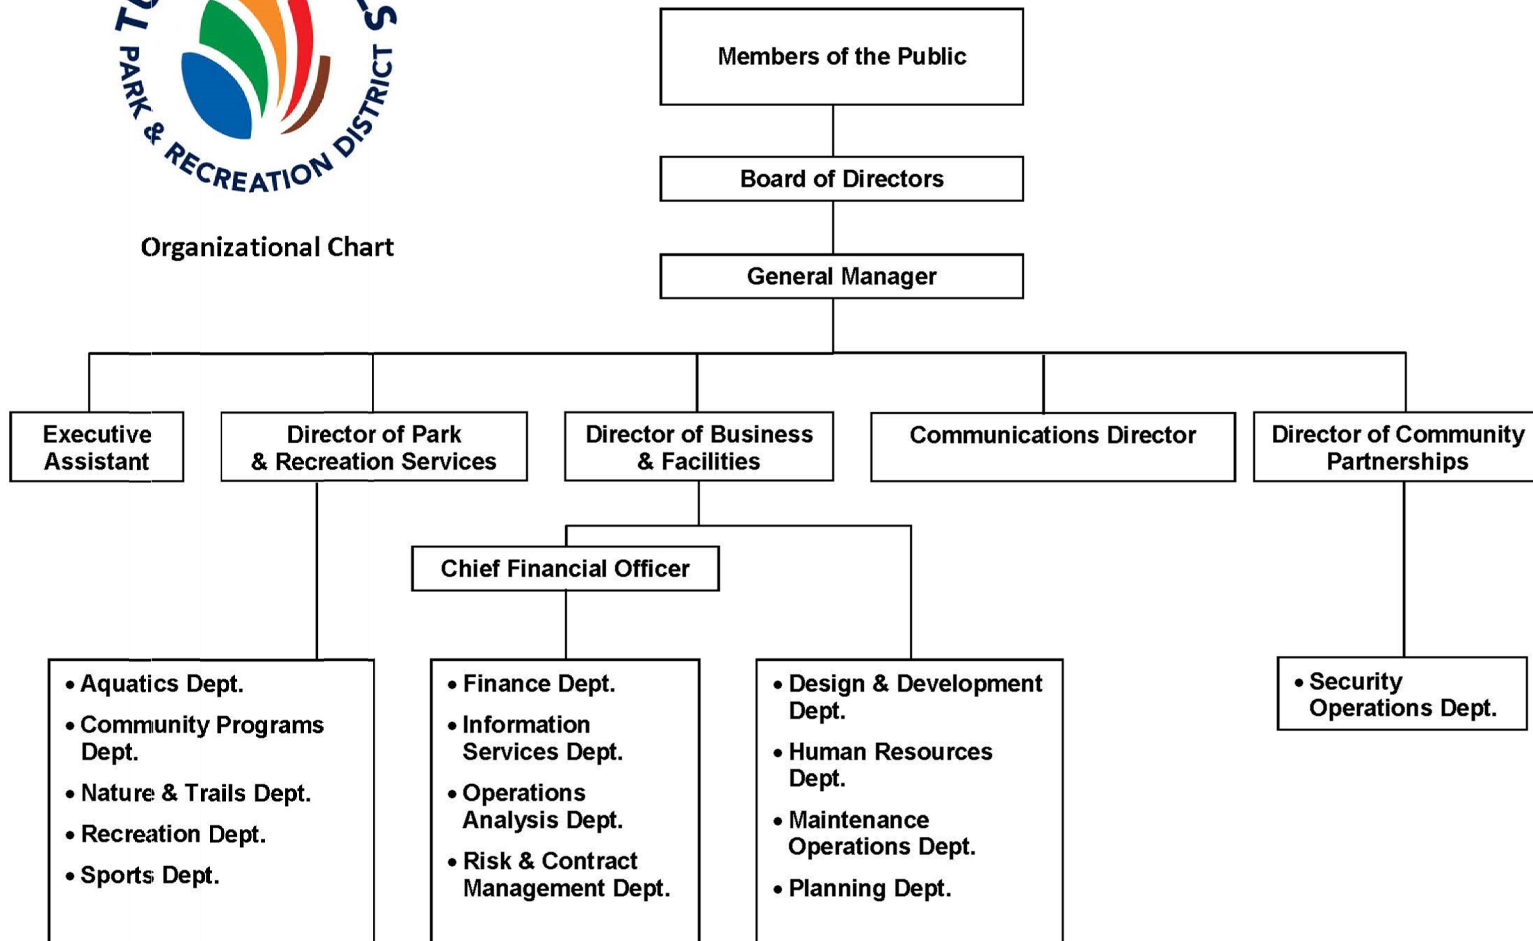 PARK & RECREATION DISTRICT
Organizational Chart
Members of the Public
Board of Directors
General Manager
Executive
Assistant
Director of Park
& Recreation Services
Director of Business
& Facilities
Communications Director
Director of Community
Partnerships
Chief Financial Officer
• Aquatics Dept.
• Community Programs
Dept.
• Nature & Trails Dept.
• Recreation Dept.
• Sports Dept.
• Finance Dept.
• Information
Services Dept.
• Operations
Analysis Dept.
• Risk & Contract
Management Dept.
• Design & Development
Dept.
• Human Resources
Dept.
• Maintenance
Operations Dept.
• Planning Dept.
• Security
Operations Dept.